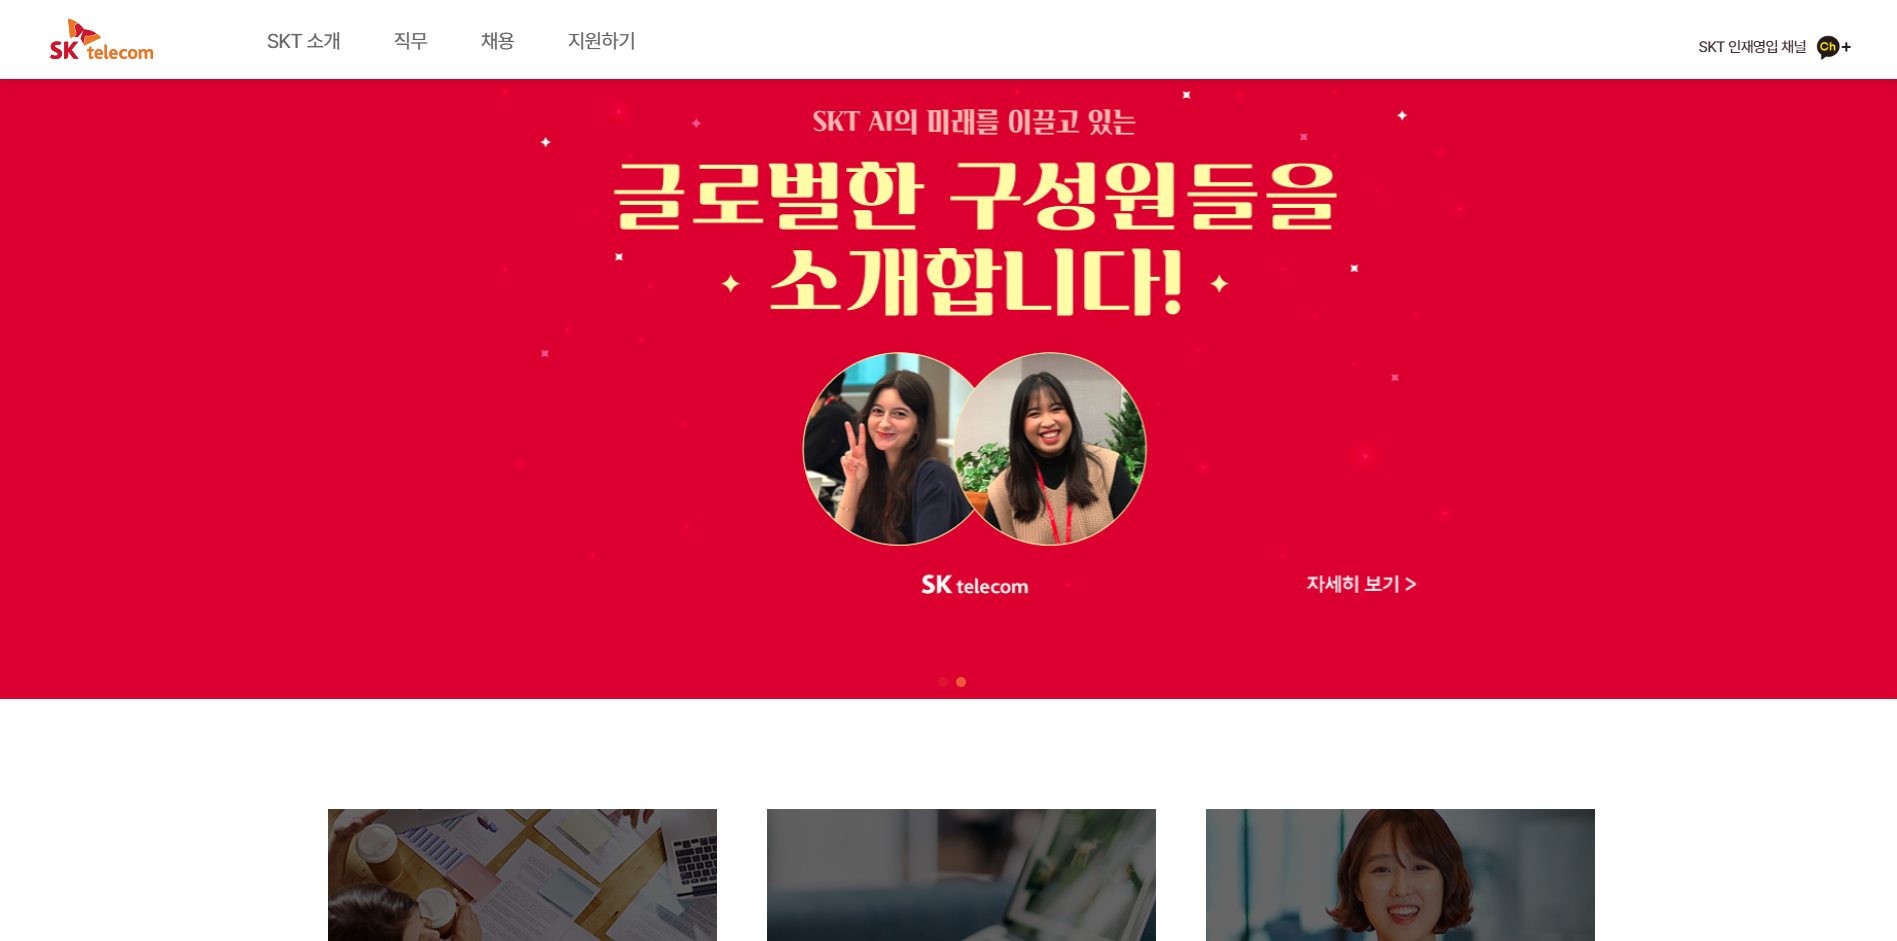 SK telecom
SKT 소개
직무
채용
지원하기
SKT 인재영입 채널
Ch+
SKT AI의 미래를 이끌고 있는
글로벌한 구성원들을
소개합니다!
SK telecom
자세히 보기 >